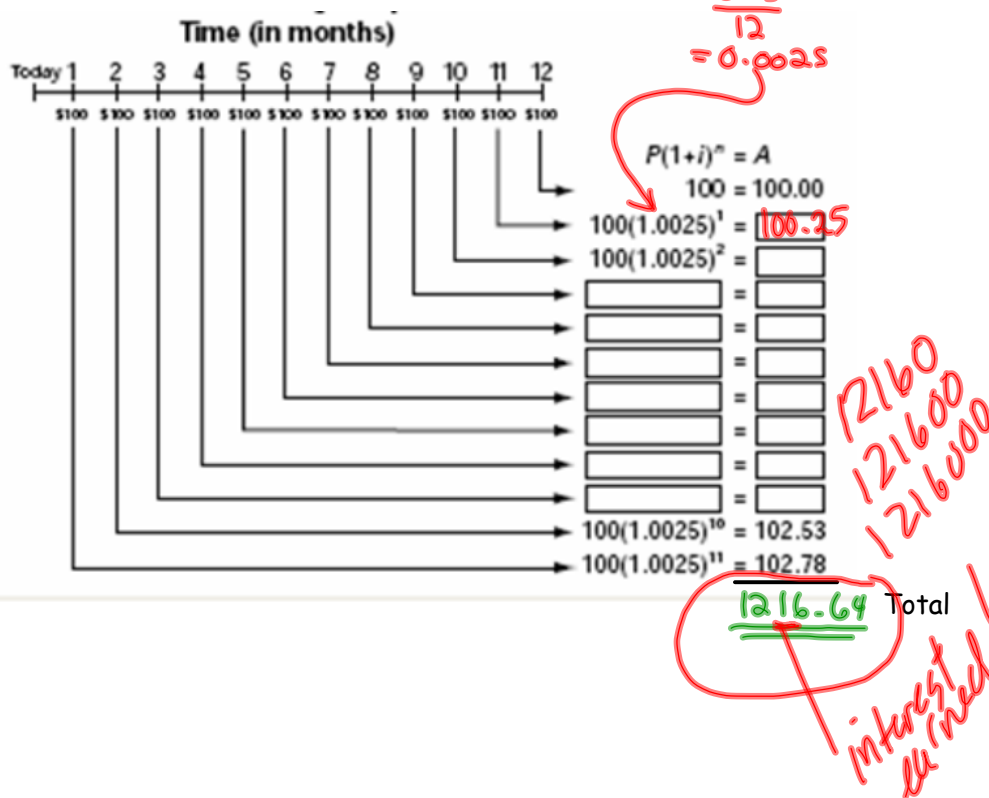 12
= 0.0025
Time (in months)
Today 1 2 3 4 5 6 7 8 9 10 11 12
$100 $100 $100 $100 $100 $100 $100 $100 $100 $100 $100 $100
P(1+i)ⁿ = A
100 = 100.00
100(1.0025)¹ = 100.25
100(1.0025)² =
=
=
=
=
=
=
=
100(1.0025)¹⁰ = 102.53
100(1.0025)¹¹ = 102.78
1216.64 Total
12160
121600
1216000
interest